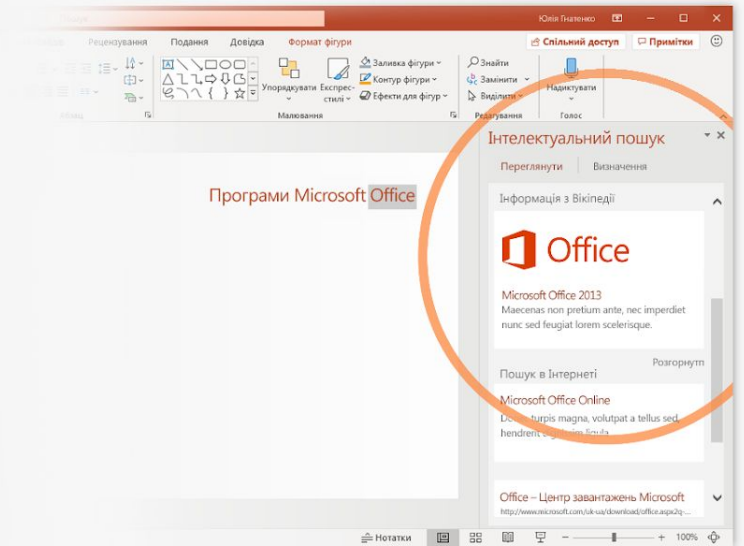 Юлія Гнатенко
Рецензування Подання Довідка Формат фігури Спільний доступ Примітки
Упорядкувати
Експрес-
стилі
Заливка фігури
Контур фігури
Ефекти для фігур
Малювання
Знайти
Замінити
Виділити
Редагування
Надиктувати
Голос
Абзац
Програми Microsoft Office
Інтелектуальний пошук
Переглянути Визначення
Інформація з Вікіпедії
Office
Microsoft Office 2013
Maecenas non pretium ante, nec imperdiet
nunc sed feugiat lorem scelerisque.
Розгорнути
Пошук в Інтернеті
Microsoft Office Online
turpis magna, volutpat a tellus sed,
hendrerit
Office – Центр завантажень Microsoft
http://www.microsoft.com/uk-ua/download/office.aspx?q-...
Нотатки
100%